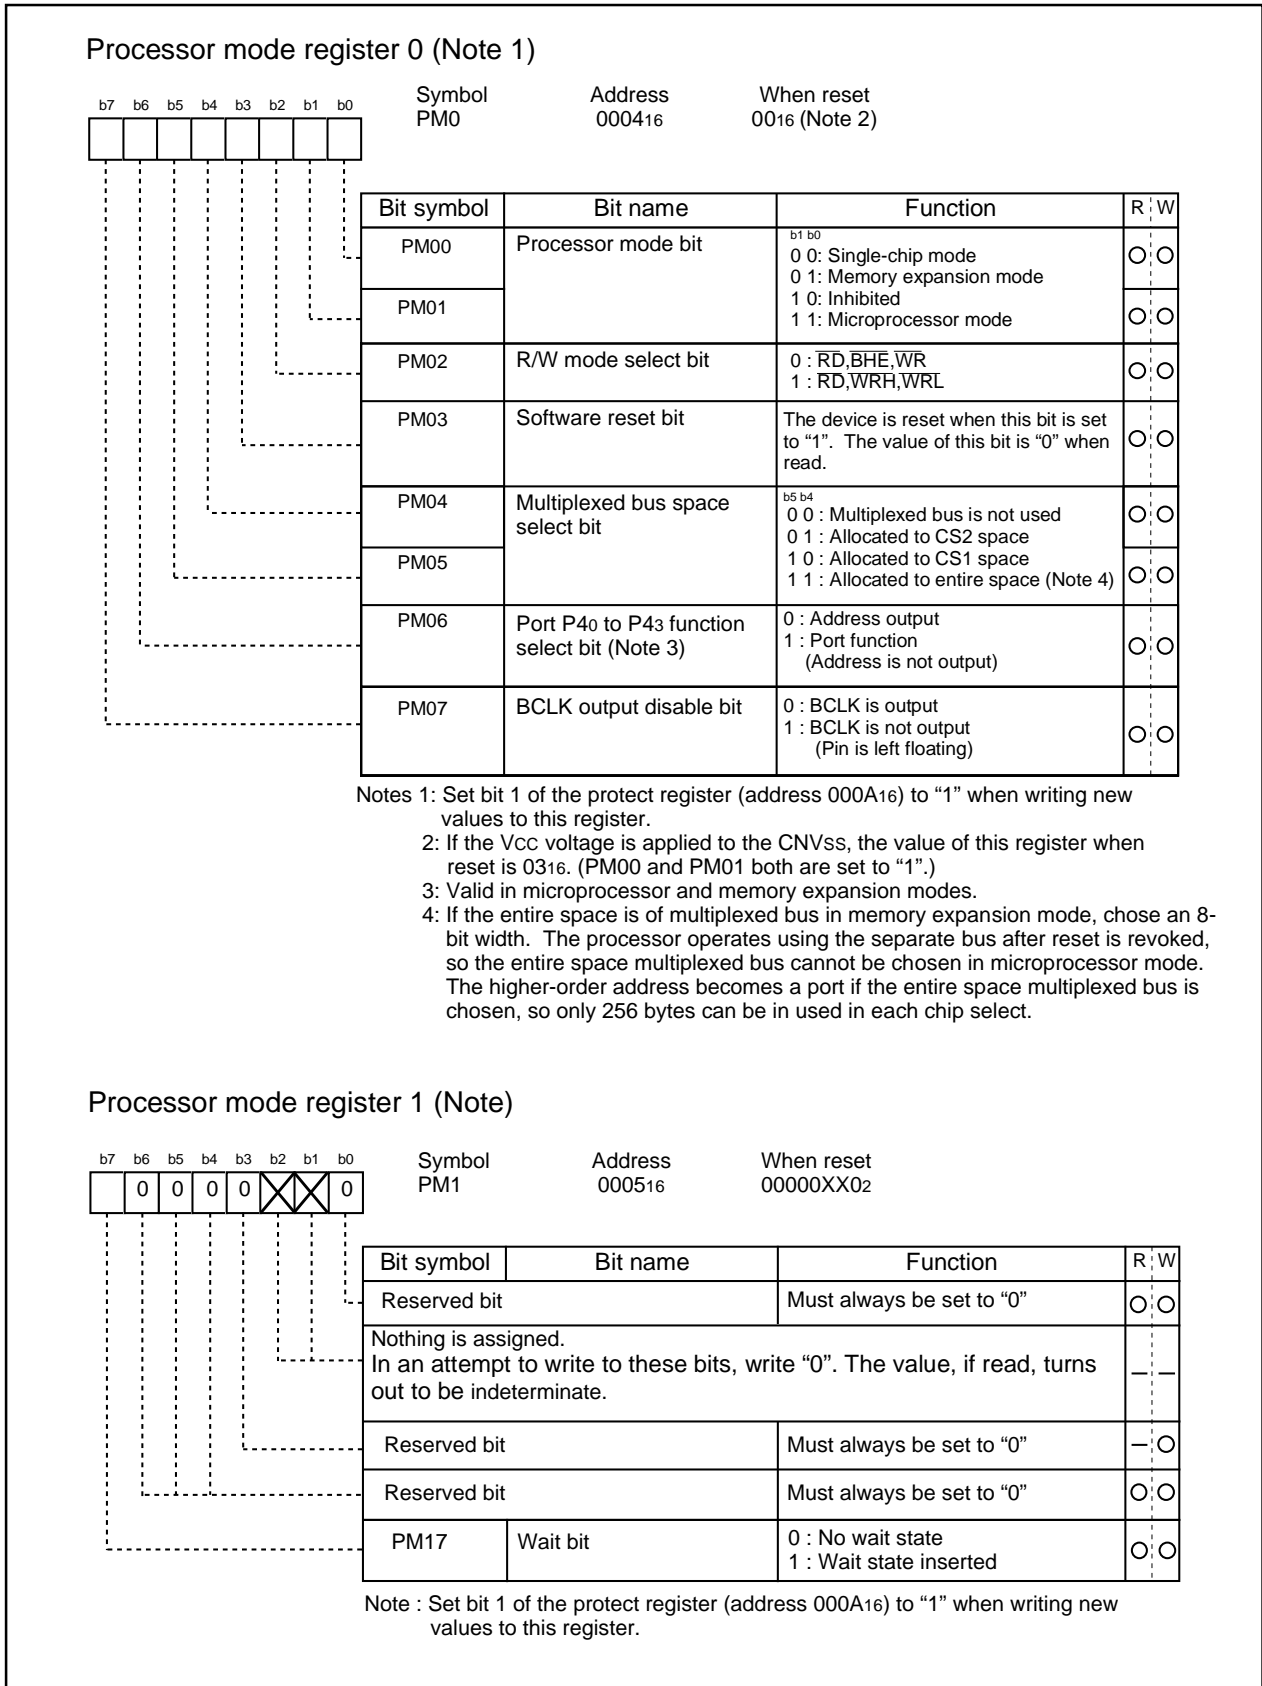 Processor mode register 0 (Note 1)
b7 b6 b5 b4 b3 b2 b1 b0
Symbol Address When reset
PM0 000416 0016 (Note 2)
Bit symbol Bit name Function R W
PM00 Processor mode bit
b1 b0
0 0: Single-chip mode
0 1: Memory expansion mode
1 0: Inhibited
1 1: Microprocessor mode
PM01
PM02 R/W mode select bit
0 : RD,BHE,WR
1 : RD,WRH,WRL
PM03 Software reset bit
The device is reset when this bit is set
to “1”. The value of this bit is “0” when
read.
PM04 Multiplexed bus space
select bit
b5 b4
0 0 : Multiplexed bus is not used
0 1 : Allocated to CS2 space
1 0 : Allocated to CS1 space
1 1 : Allocated to entire space (Note 4)
PM05
PM06 Port P40 to P43 function
select bit (Note 3)
0 : Address output
1 : Port function
(Address is not output)
PM07 BCLK output disable bit
0 : BCLK is output
1 : BCLK is not output
(Pin is left floating)
Notes 1: Set bit 1 of the protect register (address 000A16) to “1” when writing new
values to this register.
2: If the VCC voltage is applied to the CNVSS, the value of this register when
reset is 0316. (PM00 and PM01 both are set to “1”.)
3: Valid in microprocessor and memory expansion modes.
4: If the entire space is of multiplexed bus in memory expansion mode, chose an 8-
bit width. The processor operates using the separate bus after reset is revoked,
so the entire space multiplexed bus cannot be chosen in microprocessor mode.
The higher-order address becomes a port if the entire space multiplexed bus is
chosen, so only 256 bytes can be in used in each chip select.
Processor mode register 1 (Note)
b7 b6 b5 b4 b3 b2 b1 b0
0 0 0 0 0
Symbol Address When reset
PM1 000516 00000XX02
Bit symbol Bit name Function R W
Reserved bit Must always be set to “0”
Nothing is assigned.
In an attempt to write to these bits, write “0”. The value, if read, turns
out to be indeterminate.
Reserved bit Must always be set to “0”
Reserved bit Must always be set to “0”
PM17 Wait bit
0 : No wait state
1 : Wait state inserted
Note : Set bit 1 of the protect register (address 000A16) to “1” when writing new
values to this register.